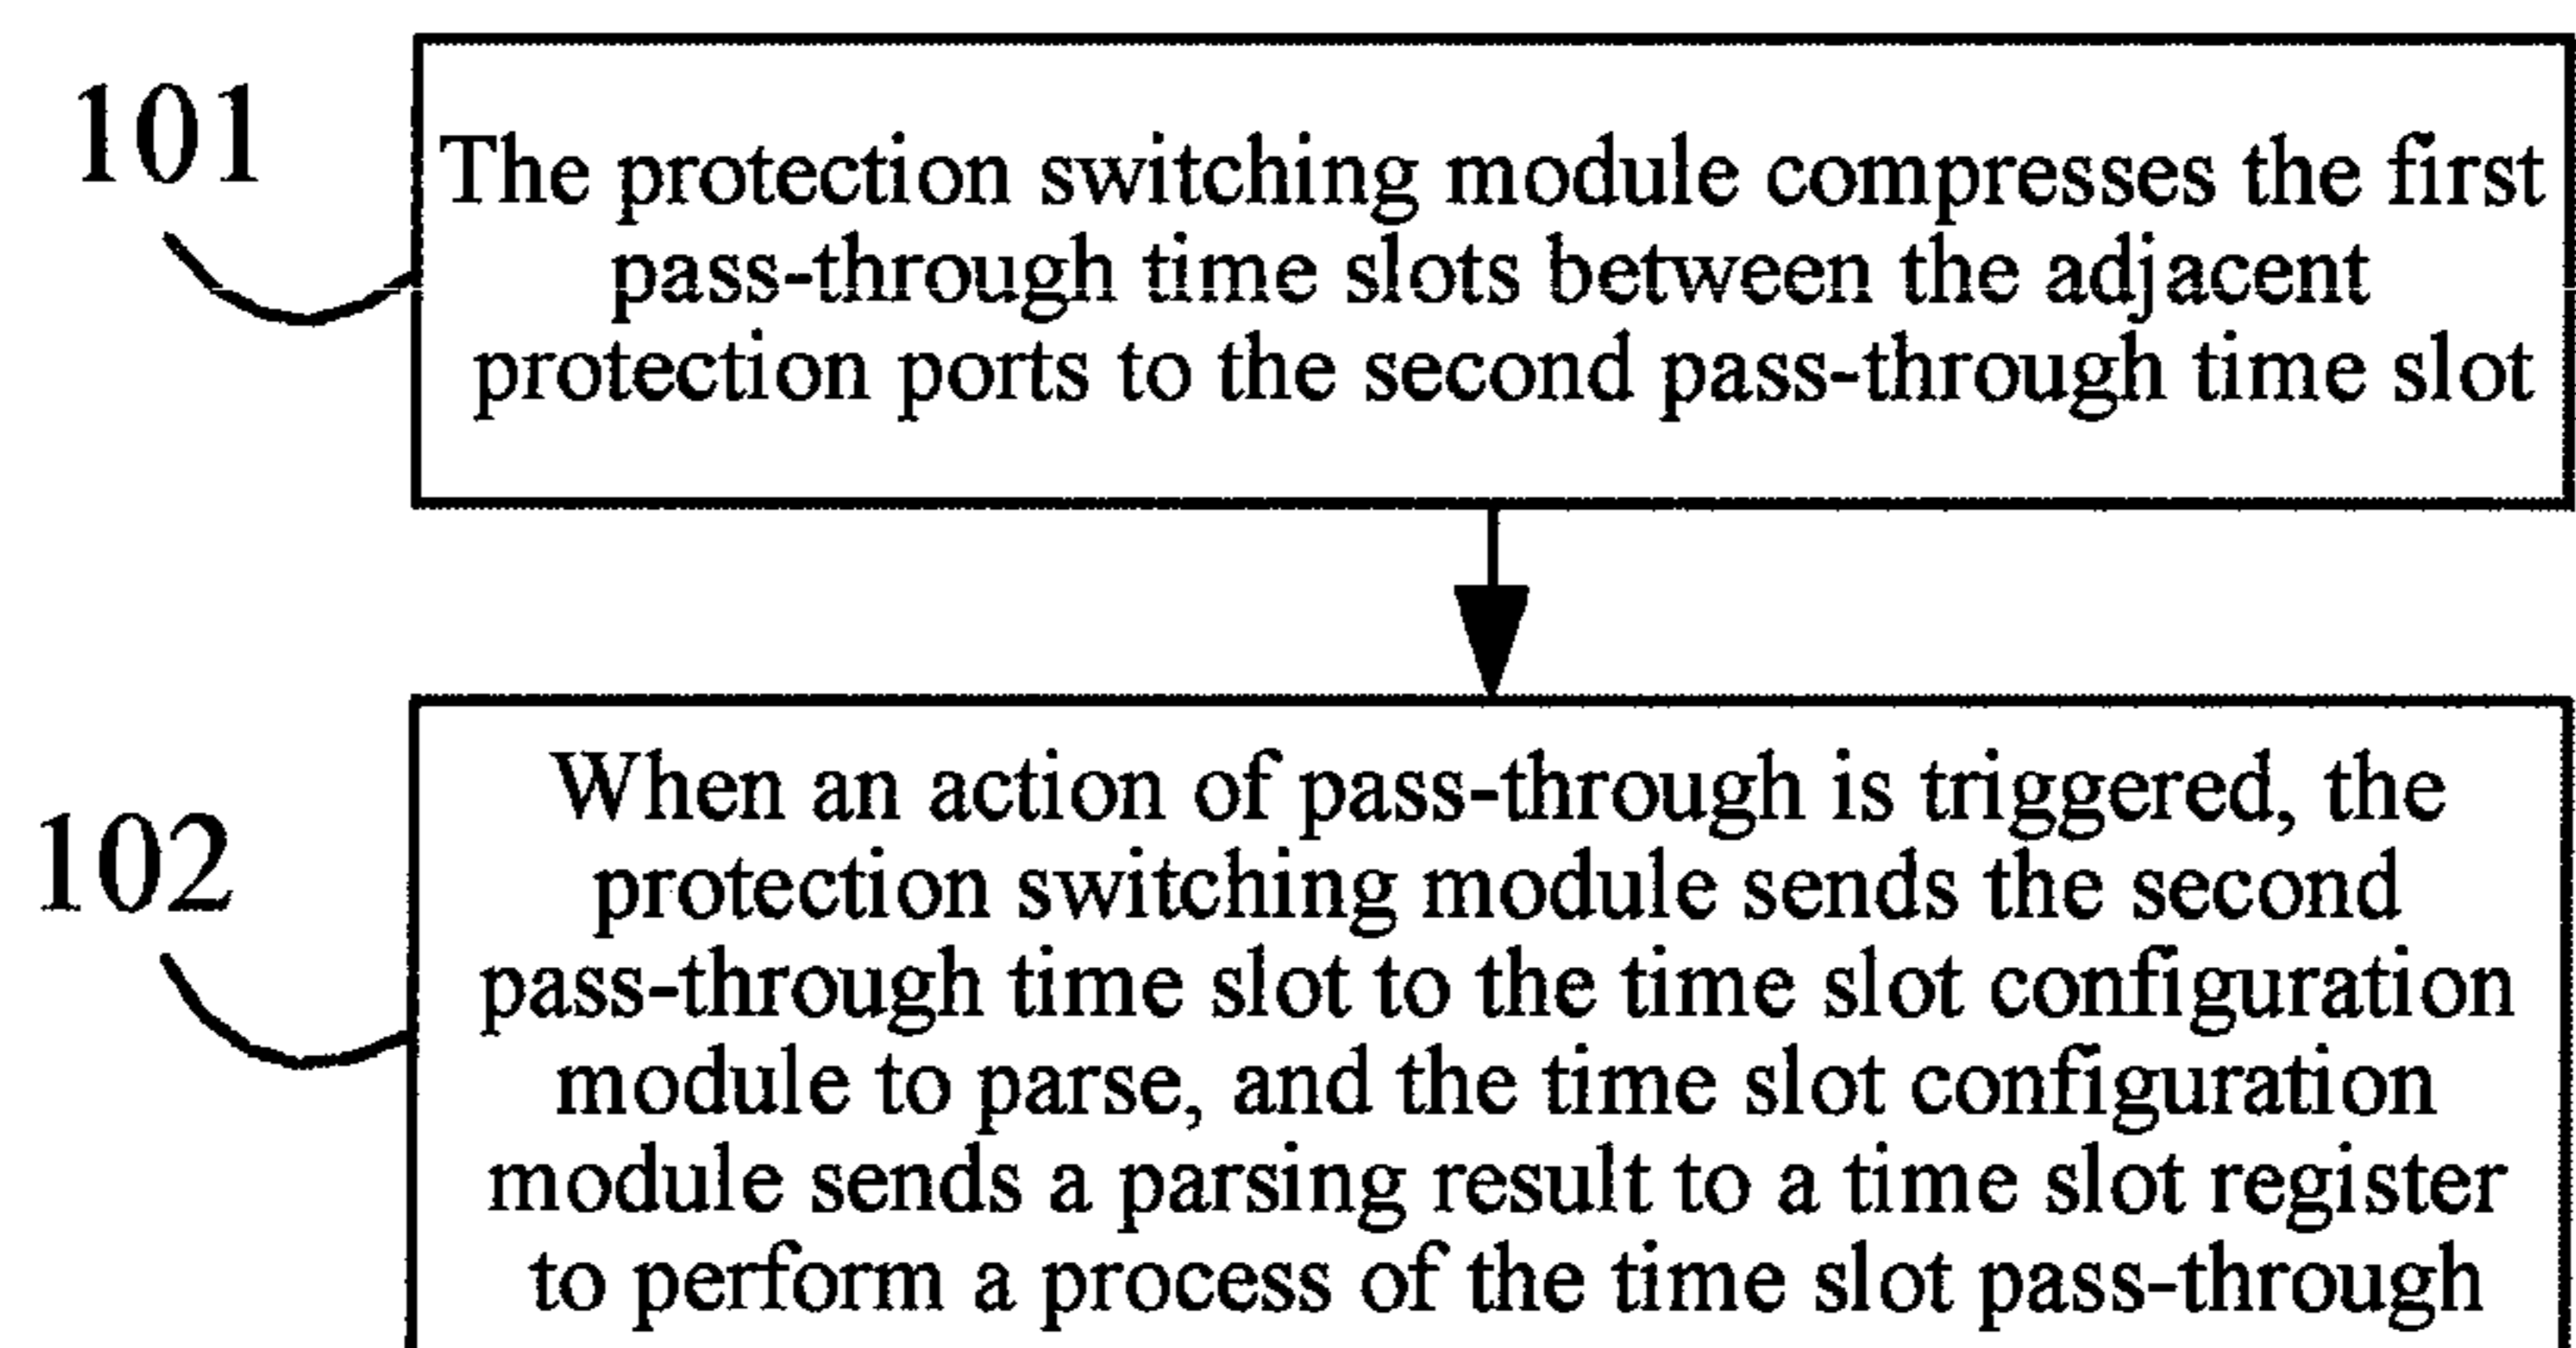 101
The protection switching module compresses the first
pass-through time slots between the adjacent
protection ports to the second pass-through time slot
102
When an action of pass-through is triggered, the
protection switching module sends the second
pass-through time slot to the time slot configuration
module to parse, and the time slot configuration
module sends a parsing result to a time slot register
to perform a process of the time slot pass-through